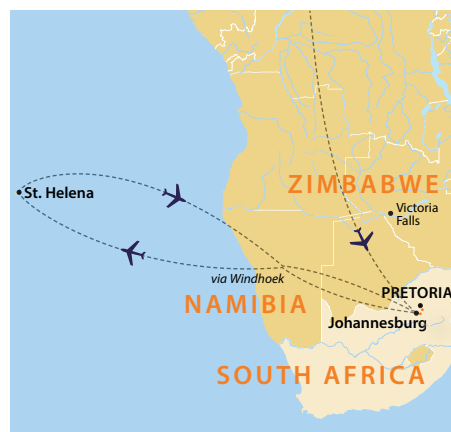 ZIMBABWE
St. Helena
Victoria
Falls
via Windhoek
PRETORIA
NAMIBIA
Johannesburg
SOUTH AFRICA